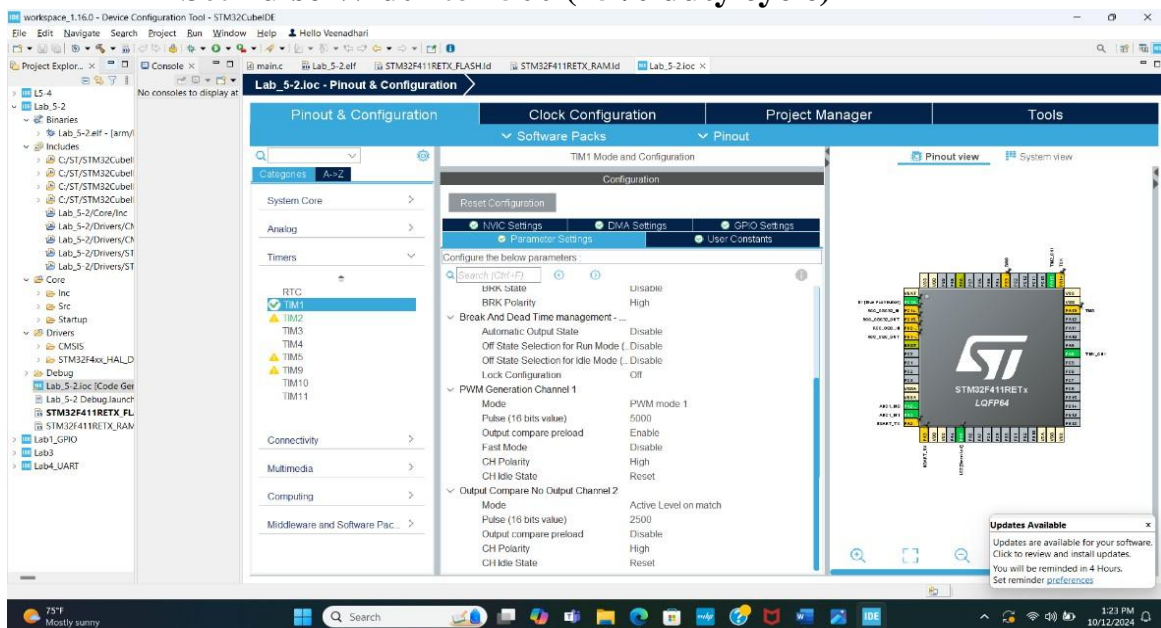 workspace_1.16.0 - Device Configuration Tool - STM32CubeIDE
File Edit Navigate Search Project Run Window Help Hello Veenadhari
Project Explor... Console main.c Lab_5-2.elf STM32F411RETX_FLASH.ld STM32F411RETX_RAM.ld Lab_5-2.ioc
No consoles to display at
L5-4
Lab_5-2
Binaries
Lab_5-2.elf - [arm/l
Includes
C:/ST/STM32CubeI
C:/ST/STM32CubeI
C:/ST/STM32CubeI
C:/ST/STM32CubeI
Lab_5-2/Core/Inc
Lab_5-2/Drivers/CM
Lab_5-2/Drivers/CM
Lab_5-2/Drivers/ST
Lab_5-2/Drivers/ST
Core
Inc
Src
Startup
Drivers
CMSIS
STM32F4xx_HAL_D
Debug
Lab_5-2.ioc [Code Ger
Lab_5-2 Debug.launch
STM32F411RETX_FL
STM32F411RETX_RAM
Lab1_GPIO
Lab3
Lab4_UART
Lab_5-2.ioc - Pinout & Configuration
Pinout & Configuration Clock Configuration Project Manager Tools
Software Packs Pinout
Categories A->Z
System Core
Analog
Timers
RTC
TIM1
TIM2
TIM3
TIM4
TIM5
TIM9
TIM10
TIM11
Connectivity
Multimedia
Computing
Middleware and Software Pac...
TIM1 Mode and Configuration
Configuration
Reset Configuration
NVIC Settings DMA Settings GPIO Settings
Parameter Settings User Constants
Configure the below parameters :
Search (Ctrl+F)
BRK State Disable
BRK Polarity High
Break And Dead Time management - ...
Automatic Output State Disable
Off State Selection for Run Mode (.. Disable
Off State Selection for Idle Mode (.. Disable
Lock Configuration Off
PWM Generation Channel 1
Mode PWM mode 1
Pulse (16 bits value) 5000
Output compare preload Enable
Fast Mode Disable
CH Polarity High
CH Idle State Reset
Output Compare No Output Channel 2
Mode Active Level on match
Pulse (16 bits value) 2500
Output compare preload Disable
CH Polarity High
CH Idle State Reset
Pinout view System view
STM32F411RETx
LQFP64
Updates Available x
Updates are available for your software.
Click to review and install updates.
You will be reminded in 4 Hours.
Set reminder preferences
75°F
Mostly sunny
Search
IDE
1:23 PM
10/12/2024